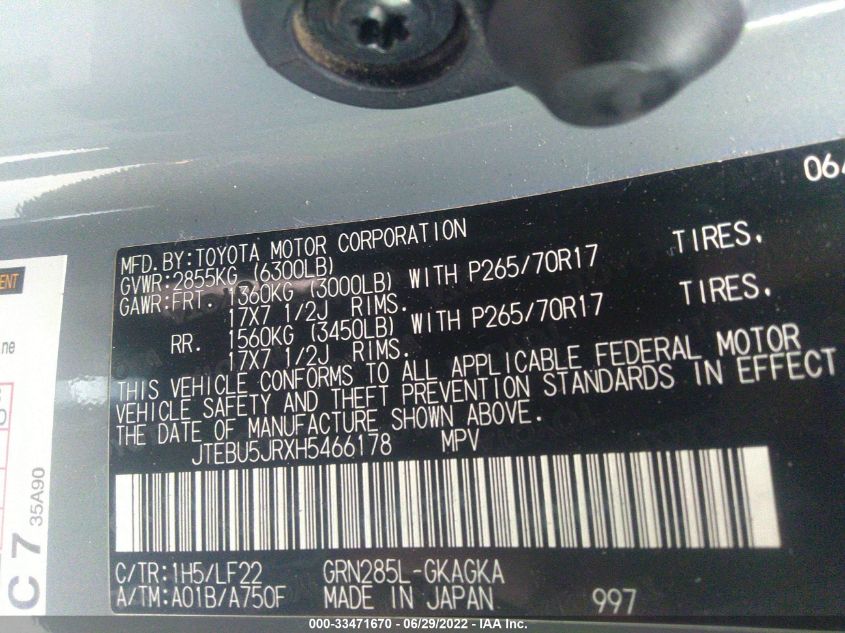 064
MFD. BY:TOYOTA MOTOR CORPORATION
GVWR:2855KG (6300LB)
GAWR:FRT. 1360KG (3000LB) WITH P265/70R17 TIRES,
17X7 1/2J RIMS.
RR. 1560KG (3450LB) WITH P265/70R17 TIRES,
17X7 1/2J RIMS.
THIS VEHICLE CONFORMS TO ALL APPLICABLE FEDERAL MOTOR
VEHICLE SAFETY AND THEFT PREVENTION STANDARDS IN EFFECT
THE DATE OF MANUFACTURE SHOWN ABOVE.
JTEBU5JRXH5466178 MPV
C/TR:1H5/LF22 GRN285L-GKAGKA
A/TM:A01B/A750F MADE IN JAPAN 997
C7 35A90
000-33471670 - 06/29/2022 - IAA Inc.